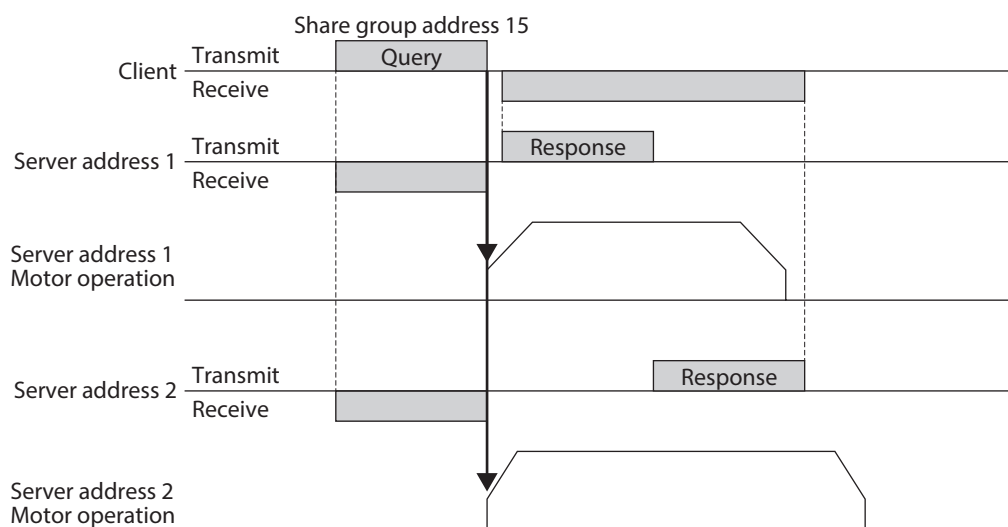 Share group address 15
Client
Transmit
Query
Receive
Server address 1
Transmit
Response
Receive
Server address 1
Motor operation
Server address 2
Transmit
Response
Receive
Server address 2
Motor operation